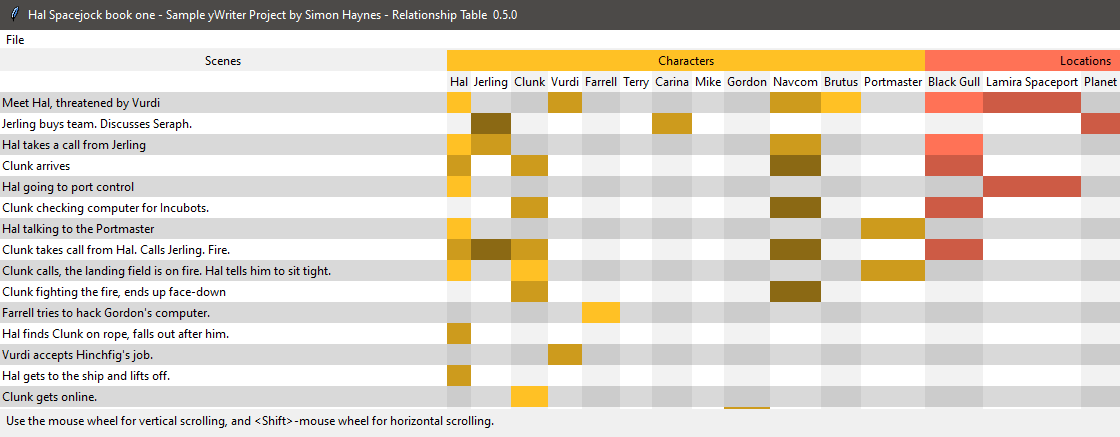 Hal Spacejock book one - Sample yWriter Project by Simon Haynes - Relationship Table 0.5.0
File
Scenes Characters Locations
Hal Jerling Clunk Vurdi Farrell Terry Carina Mike Gordon Navcom Brutus Portmaster Black Gull Lamira Spaceport Planet
Meet Hal, threatened by Vurdi
Jerling buys team. Discusses Seraph.
Hal takes a call from Jerling
Clunk arrives
Hal going to port control
Clunk checking computer for Incubots.
Hal talking to the Portmaster
Clunk takes call from Hal. Calls Jerling. Fire.
Clunk calls, the landing field is on fire. Hal tells him to sit tight.
Clunk fighting the fire, ends up face-down
Farrell tries to hack Gordon's computer.
Hal finds Clunk on rope, falls out after him.
Vurdi accepts Hinchfig's job.
Hal gets to the ship and lifts off.
Clunk gets online.
Use the mouse wheel for vertical scrolling, and <Shift>-mouse wheel for horizontal scrolling.